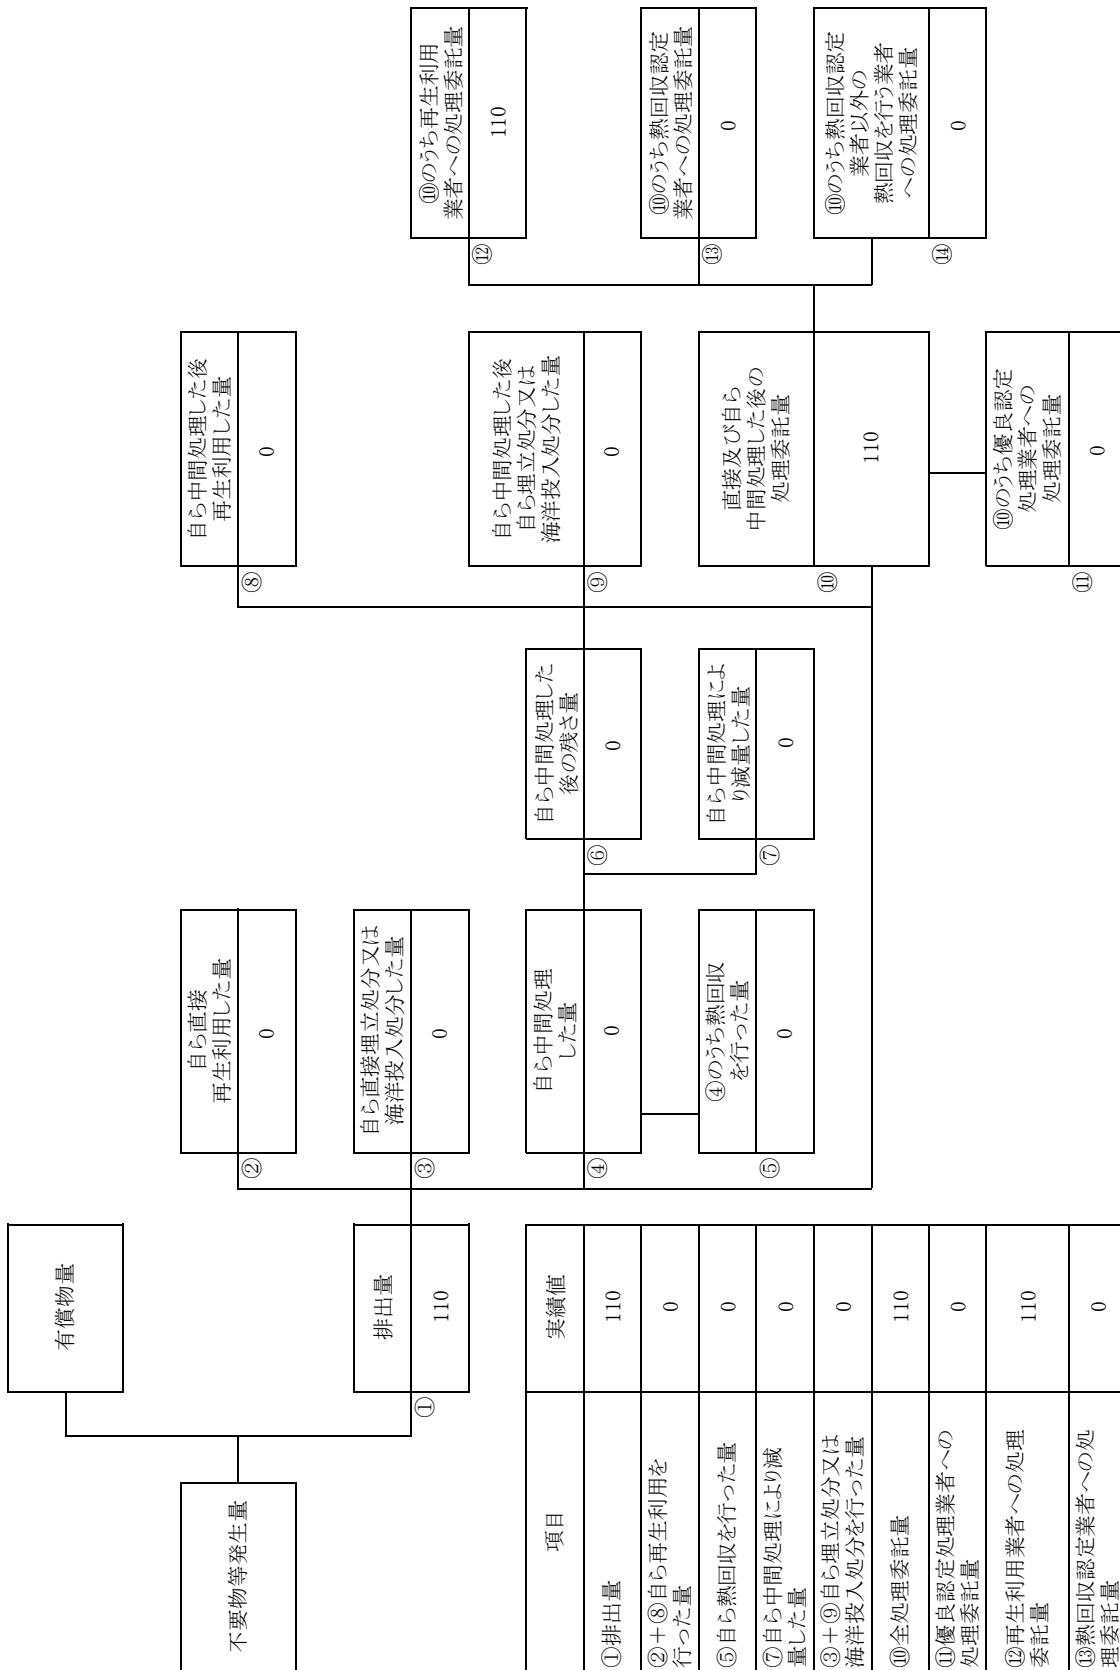 有償物量
不要物等発生量
排出量
①
110
自ら直接
再生利用した量
②
0
自ら直接埋立処分又は
海洋投入処分した量
③
0
自ら中間処理
した量
④
0
④のうち熱回収
を行った量
⑤
0
自ら中間処理した
後の残さ量
⑥
0
自ら中間処理によ
り減量した量
⑦
0
自ら中間処理した後
再生利用した量
⑧
0
自ら中間処理した後
自ら埋立処分又は
海洋投入処分した量
⑨
0
直接及び自ら
中間処理した後の
処理委託量
⑩
110
⑩のうち優良認定
処理業者への
処理委託量
⑪
0
⑩のうち再生利用
業者への処理委託量
⑫
110
⑩のうち熱回収認定
業者への処理委託量
⑬
0
⑩のうち熱回収認定
業者以外の
熱回収を行う業者
への処理委託量
⑭
0
項目 実績値
①排出量 110
②+⑧自ら再生利用を
行った量 0
⑤自ら熱回収を行った量 0
⑦自ら中間処理により減
量した量 0
③+⑨自ら埋立処分又は
海洋投入処分を行った量 0
⑩全処理委託量 110
⑪優良認定処理業者への
処理委託量 0
⑫再生利用業者への処理
委託量 110
⑬熱回収認定業者への処
理委託量 0